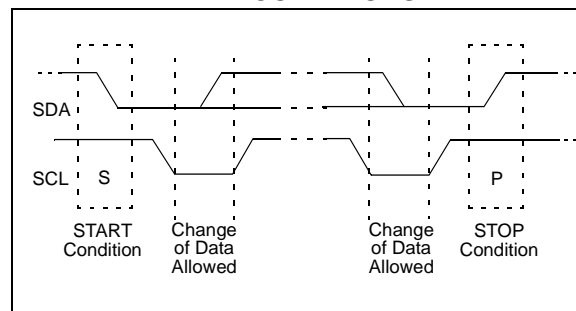 SDA
SCL
S
P
START
Condition
Change
of Data
Allowed
Change
of Data
Allowed
STOP
Condition